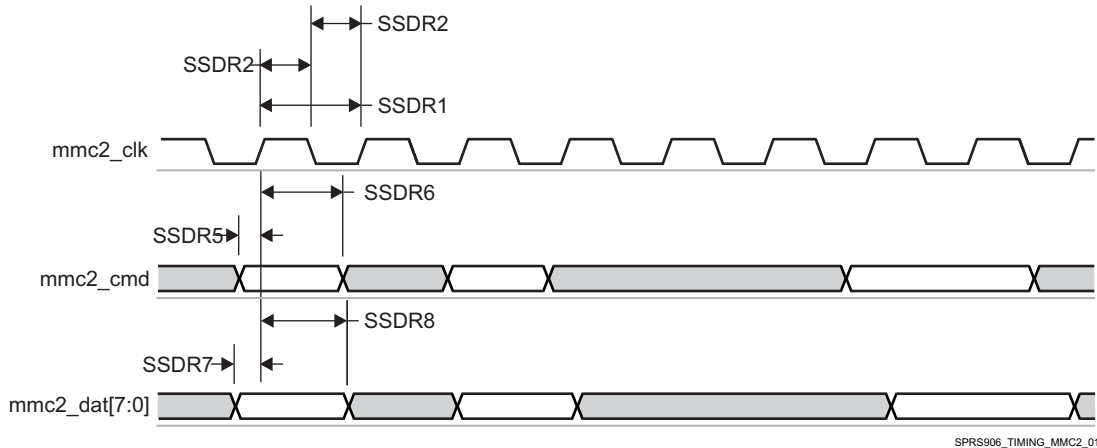 SSDR2
SSDR2
SSDR1
mmc2_clk
SSDR6
SSDR5
mmc2_cmd
SSDR8
SSDR7
mmc2_dat[7:0]
SPRS906_TIMING_MMC2_01